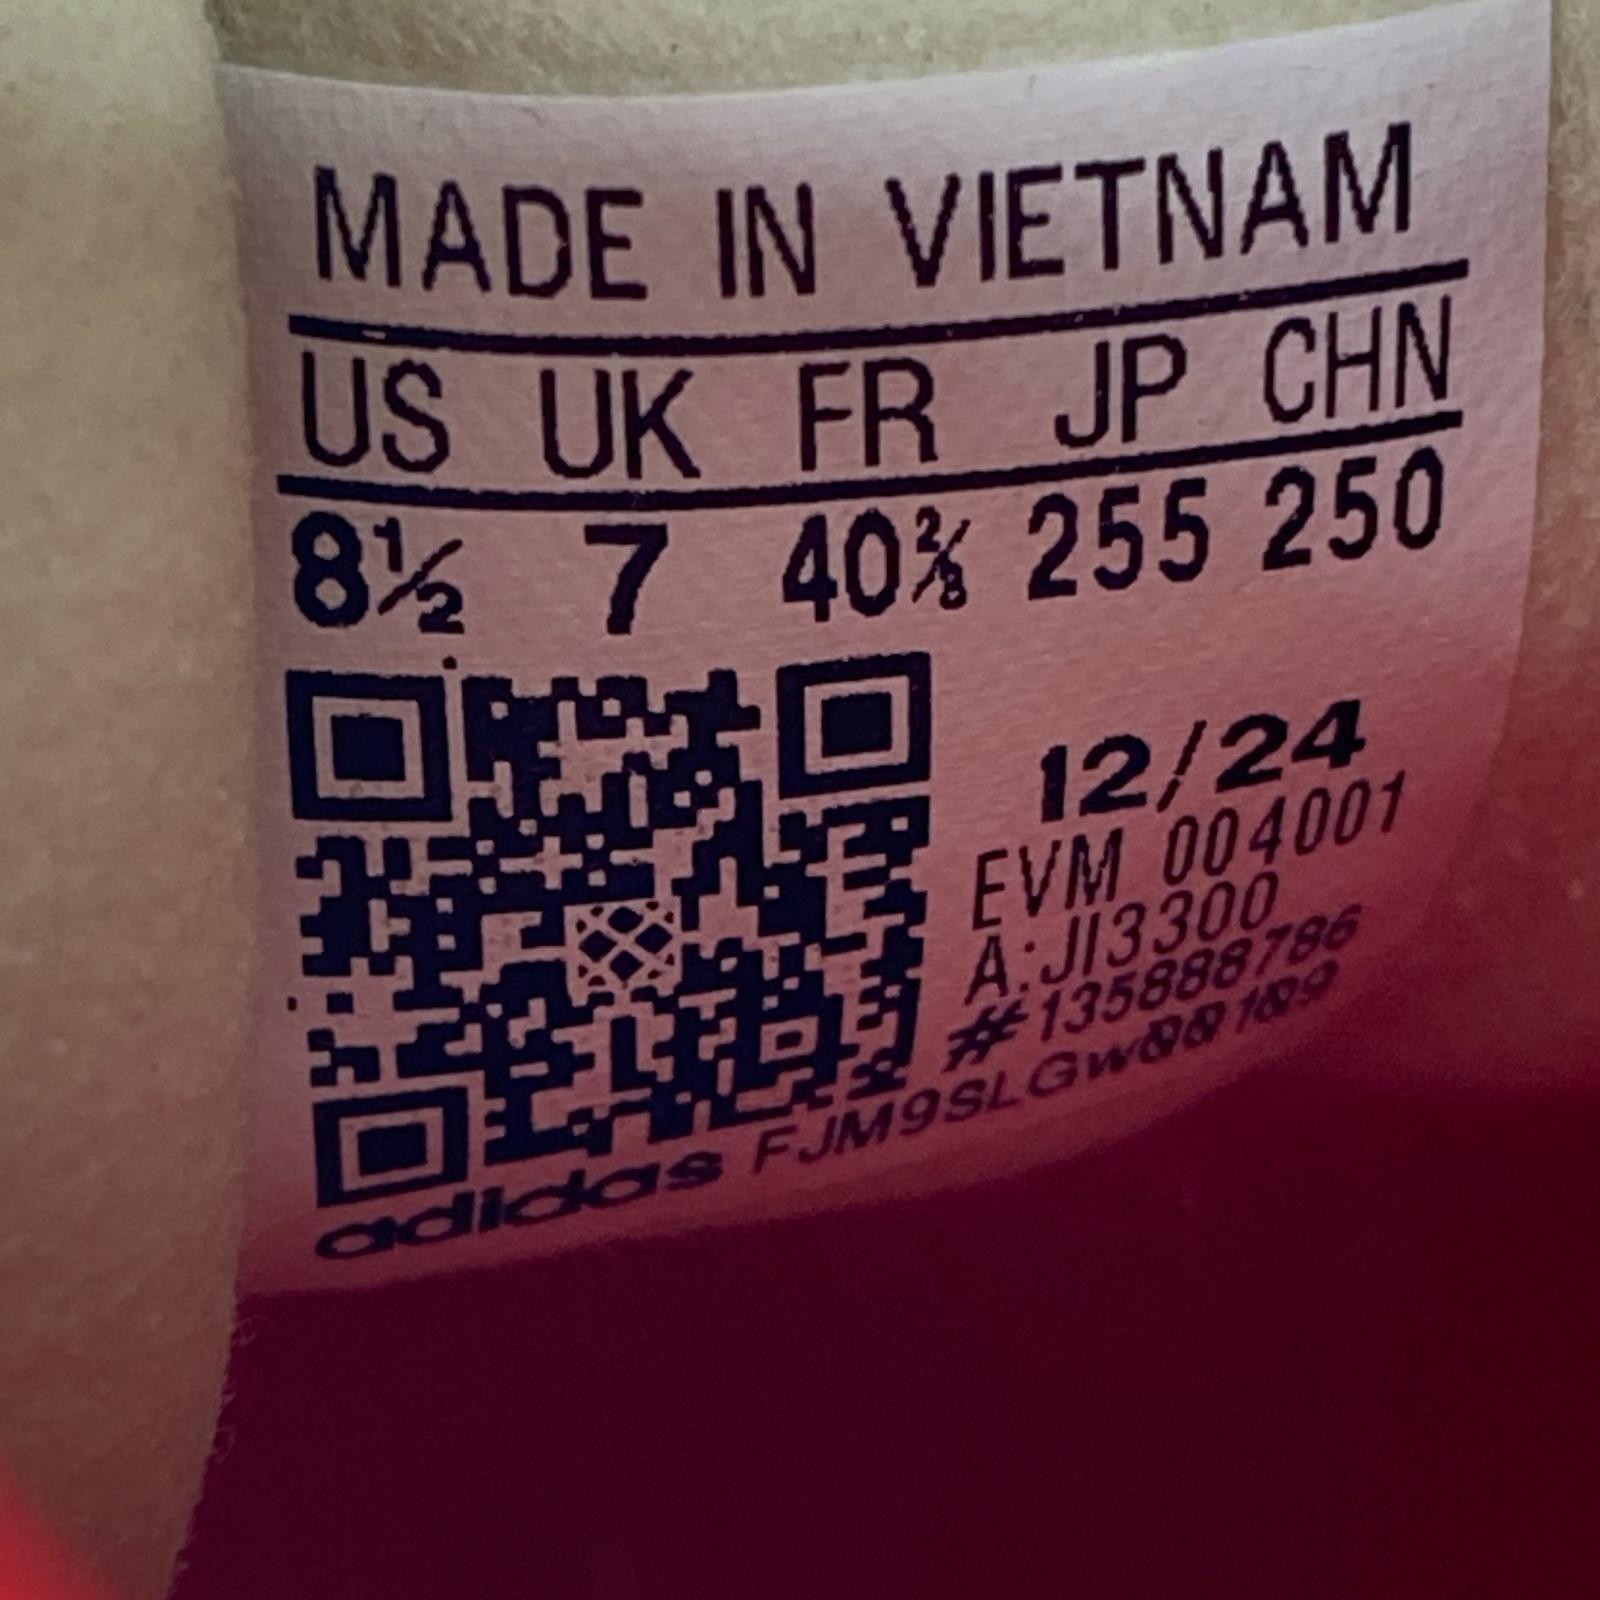 MADE IN VIETNAM
US UK FR JP CHN
8½ 7 40⅔ 255 250
12/24
EVM 004001
A:JI3300
#135888786
adidas FJM9SLGw00109